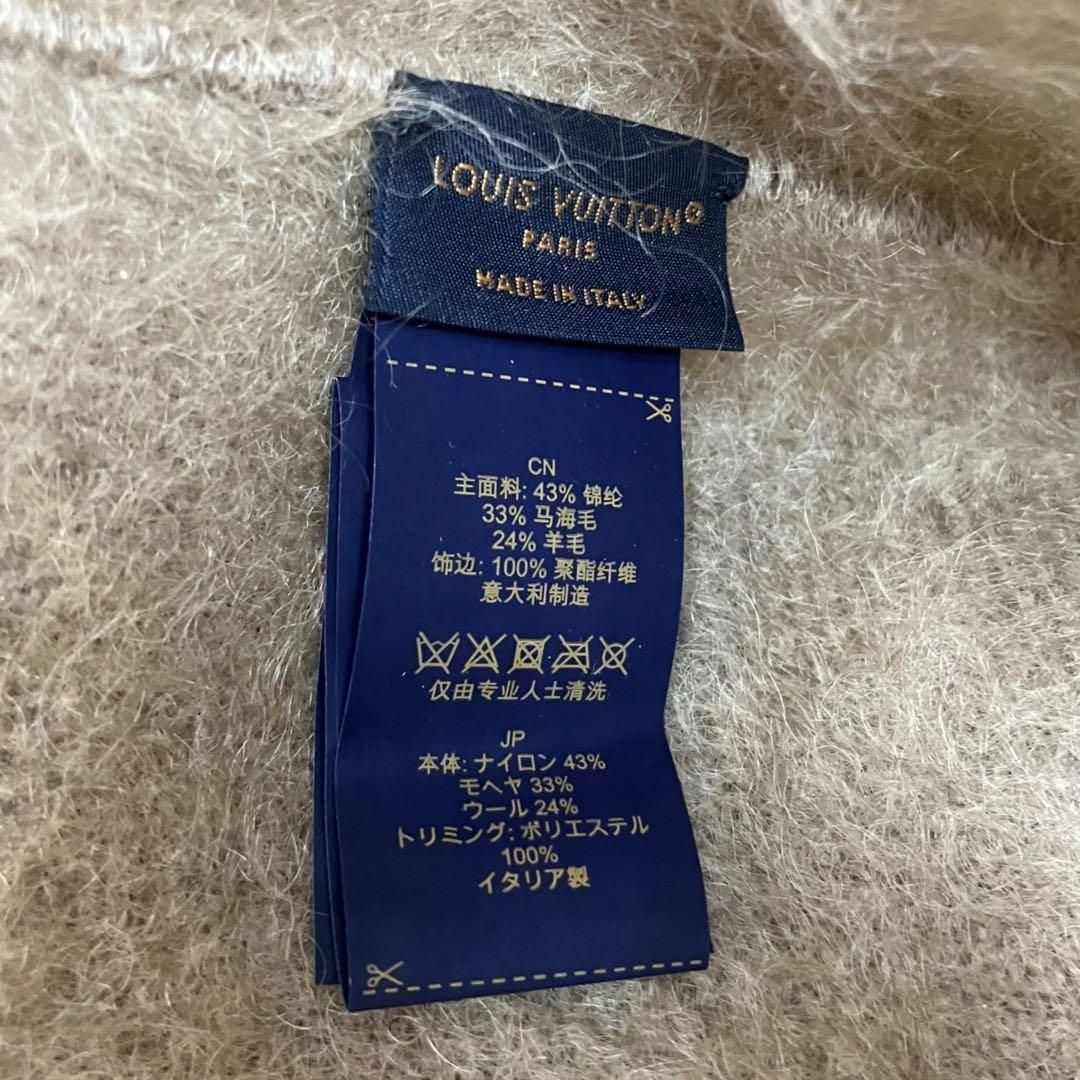 LOUIS VUITTON
PARIS
MADE IN ITALY
CN
主面料: 43% 锦纶
33% 马海毛
24% 羊毛
饰边: 100% 聚酯纤维
意大利制造
仅由专业人士清洗
JP
本体: ナイロン 43%
モヘヤ 33%
ウール 24%
トリミング: ポリエステル
100%
イタリア製